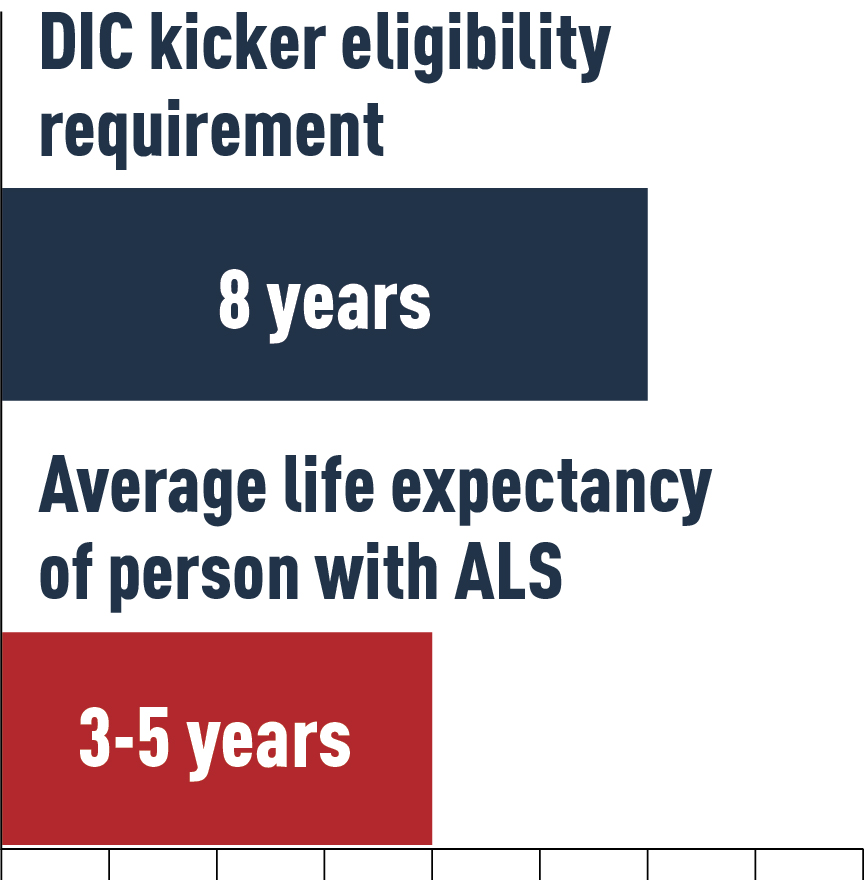 DIC kicker eligibility
requirement
8 years
Average life expectancy
of person with ALS
3-5 years